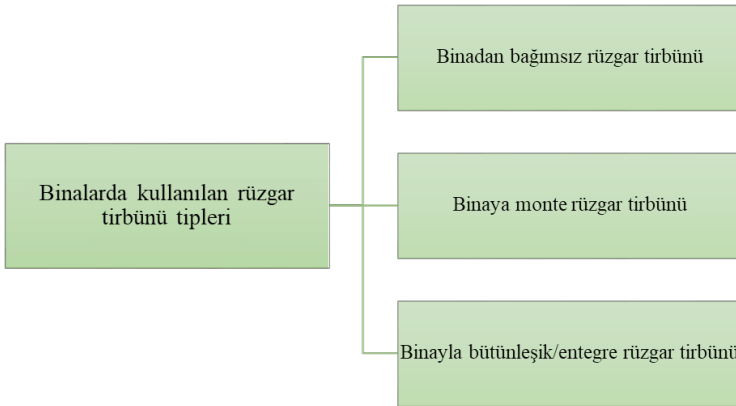 Binadan bağımsız rüzgar tirbünü
Binalarda kullanılan rüzgar
tirbünü tipleri
Binaya monte rüzgar tirbünü
Binayla bütünleşik/entegre rüzgar tirbünü